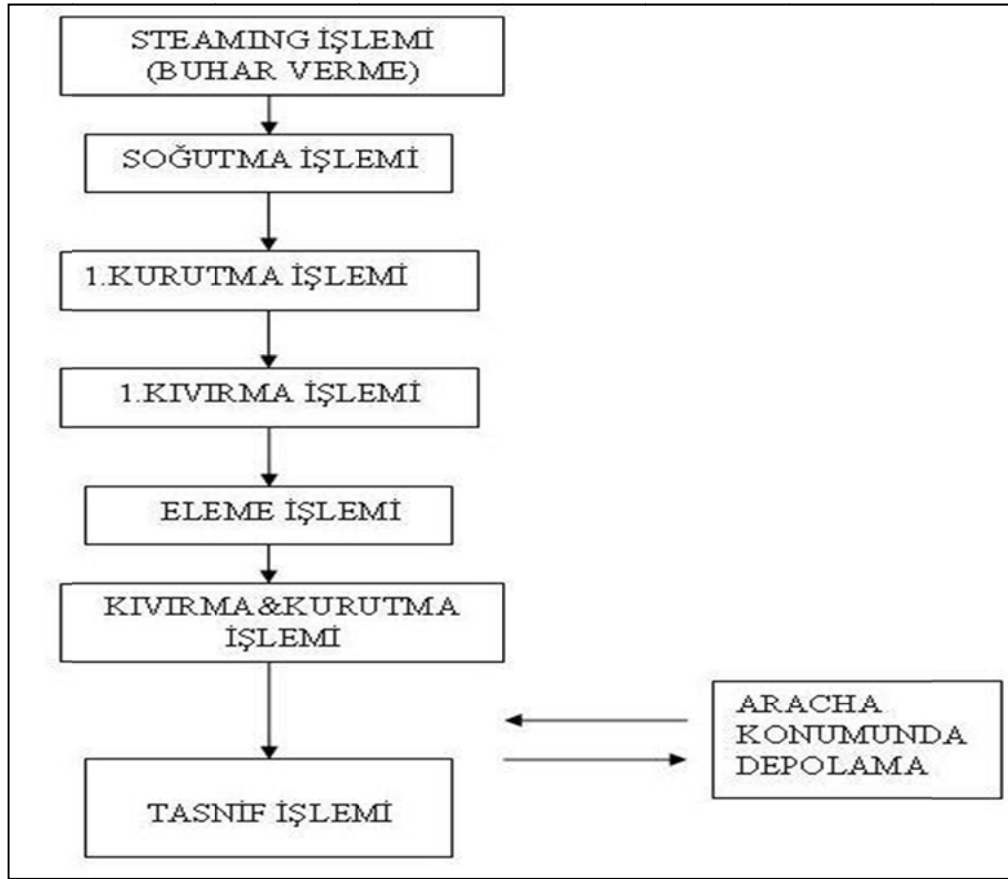 STEAMING İŞLEMİ
(BUHAR VERME)
SOĞUTMA İŞLEMİ
1.KURUTMA İŞLEMİ
1.KIVIRMA İŞLEMİ
ELEME İŞLEMİ
KIVIRMA&KURUTMA
İŞLEMİ
ARACHA
KONUMUNDA
DEPOLAMA
TASNİF İŞLEMİ